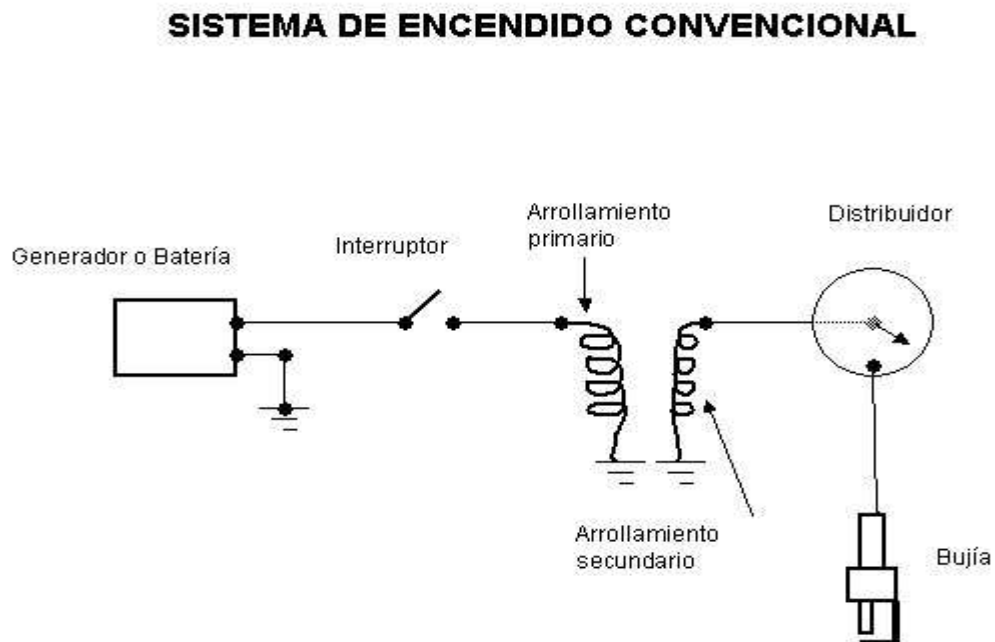 SISTEMA DE ENCENDIDO CONVENCIONAL
Arrollamiento
primario
Distribuidor
Interruptor
Generador o Batería
Arrollamiento
secundario
Bujía